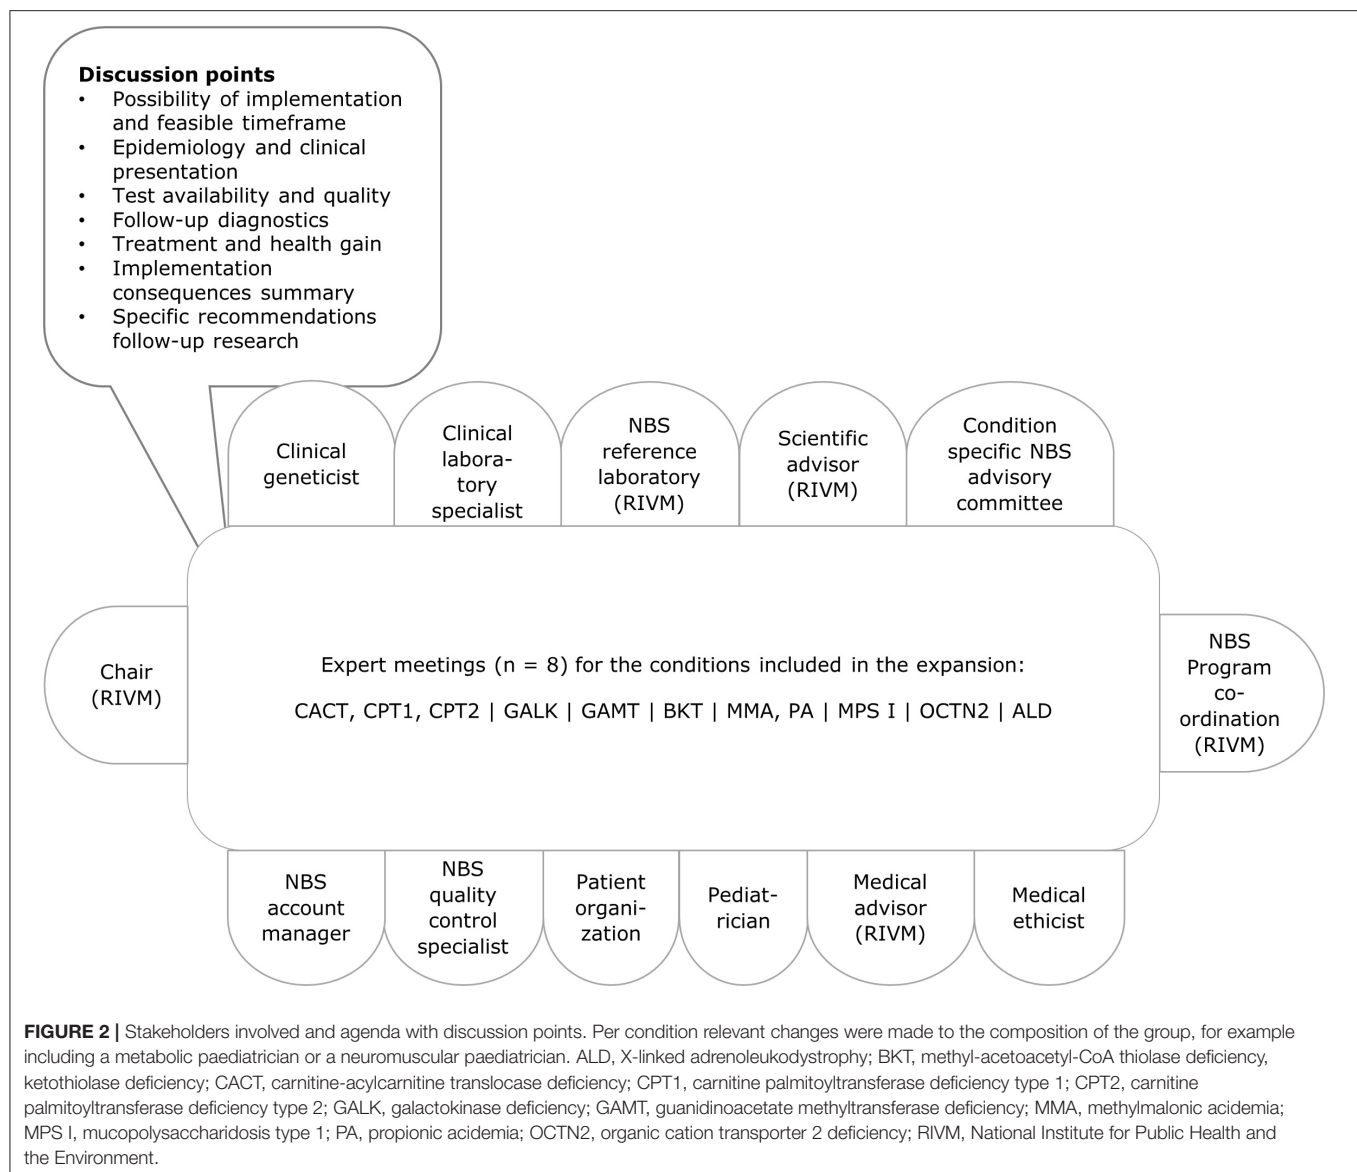 Discussion points
• Possibility of implementation
and feasible timeframe
• Epidemiology and clinical
presentation
• Test availability and quality
• Follow-up diagnostics
• Treatment and health gain
• Implementation
consequences summary
• Specific recommendations
follow-up research
Clinical
geneticist
Clinical
labora-
tory
specialist
NBS
reference
laboratory
(RIVM)
Scientific
advisor
(RIVM)
Condition
specific NBS
advisory
committee
Chair
(RIVM)
Expert meetings (n = 8) for the conditions included in the expansion:
CACT, CPT1, CPT2 | GALK | GAMT | BKT | MMA, PA | MPS I | OCTN2 | ALD
NBS
Program
co-
ordination
(RIVM)
NBS
account
manager
NBS
quality
control
specialist
Patient
organi-
zation
Pediat-
rician
Medical
advisor
(RIVM)
Medical
ethicist
FIGURE 2 | Stakeholders involved and agenda with discussion points. Per condition relevant changes were made to the composition of the group, for example
including a metabolic paediatrician or a neuromuscular paediatrician. ALD, X-linked adrenoleukodystrophy; BKT, methyl-acetoacetyl-CoA thiolase deficiency,
ketothiolase deficiency; CACT, carnitine-acylcarnitine translocase deficiency; CPT1, carnitine palmitoyltransferase deficiency type 1; CPT2, carnitine
palmitoyltransferase deficiency type 2; GALK, galactokinase deficiency; GAMT, guanidinoacetate methyltransferase deficiency; MMA, methylmalonic acidemia;
MPS I, mucopolysaccharidosis type 1; PA, propionic acidemia; OCTN2, organic cation transporter 2 deficiency; RIVM, National Institute for Public Health and
the Environment.